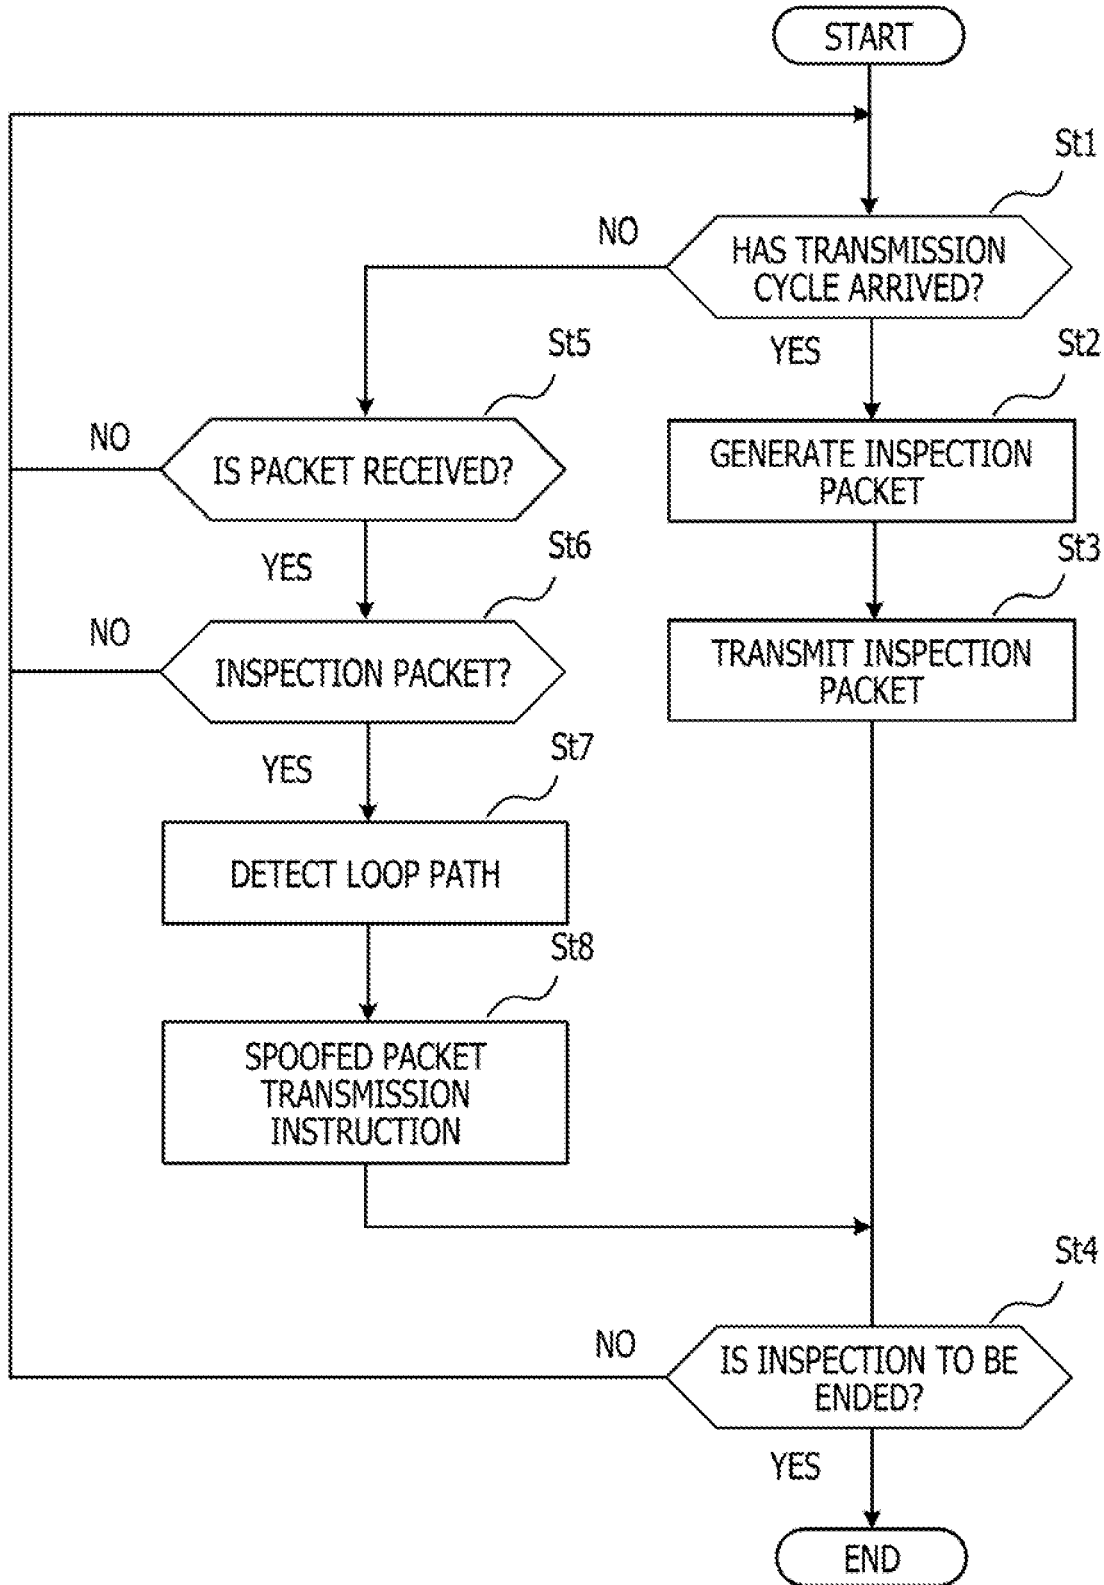 START
St1
NO
HAS TRANSMISSION
CYCLE ARRIVED?
YES
St5
St2
NO
IS PACKET RECEIVED?
GENERATE INSPECTION
PACKET
YES
St6
St3
NO
INSPECTION PACKET?
TRANSMIT INSPECTION
PACKET
YES
St7
DETECT LOOP PATH
St8
SPOOFED PACKET
TRANSMISSION
INSTRUCTION
St4
NO
IS INSPECTION TO BE
ENDED?
YES
END